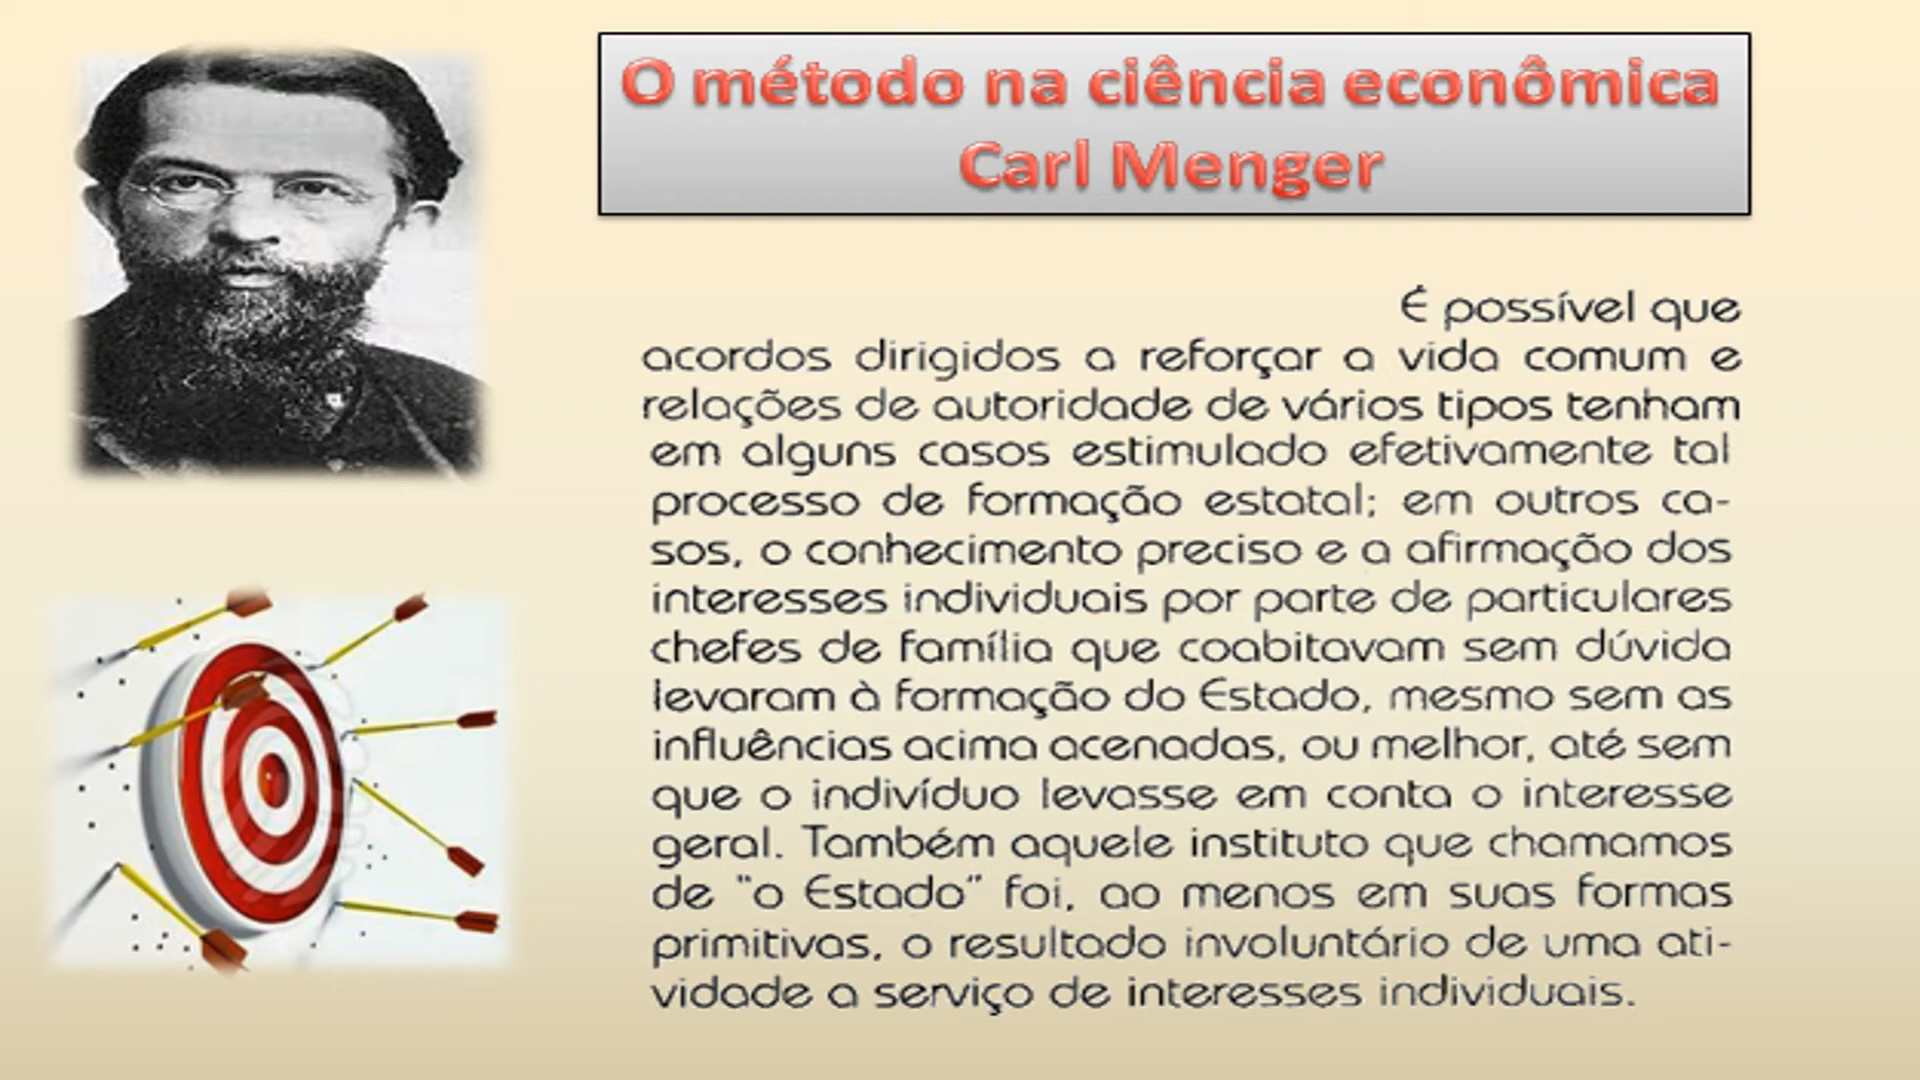 O método na ciência econômica
Carl Menger
É possível que
acordos dirigidos a reforçar a vida comum e
relações de autoridade de vários tipos tenham
em alguns casos estimulado efetivamente tal
processo de formação estatal; em outros ca-
sos, o conhecimento preciso e a afirmação dos
interesses individuais por parte de particulares
chefes de família que coabitavam sem dúvida
levaram à formação do Estado, mesmo sem as
influências acima acenadas, ou melhor, até sem
que o indivíduo levasse em conta o interesse
geral. Também aquele instituto que chamamos
de “o Estado” foi, ao menos em suas formas
primitivas, o resultado involuntário de uma ati-
vidade a serviço de interesses individuais.